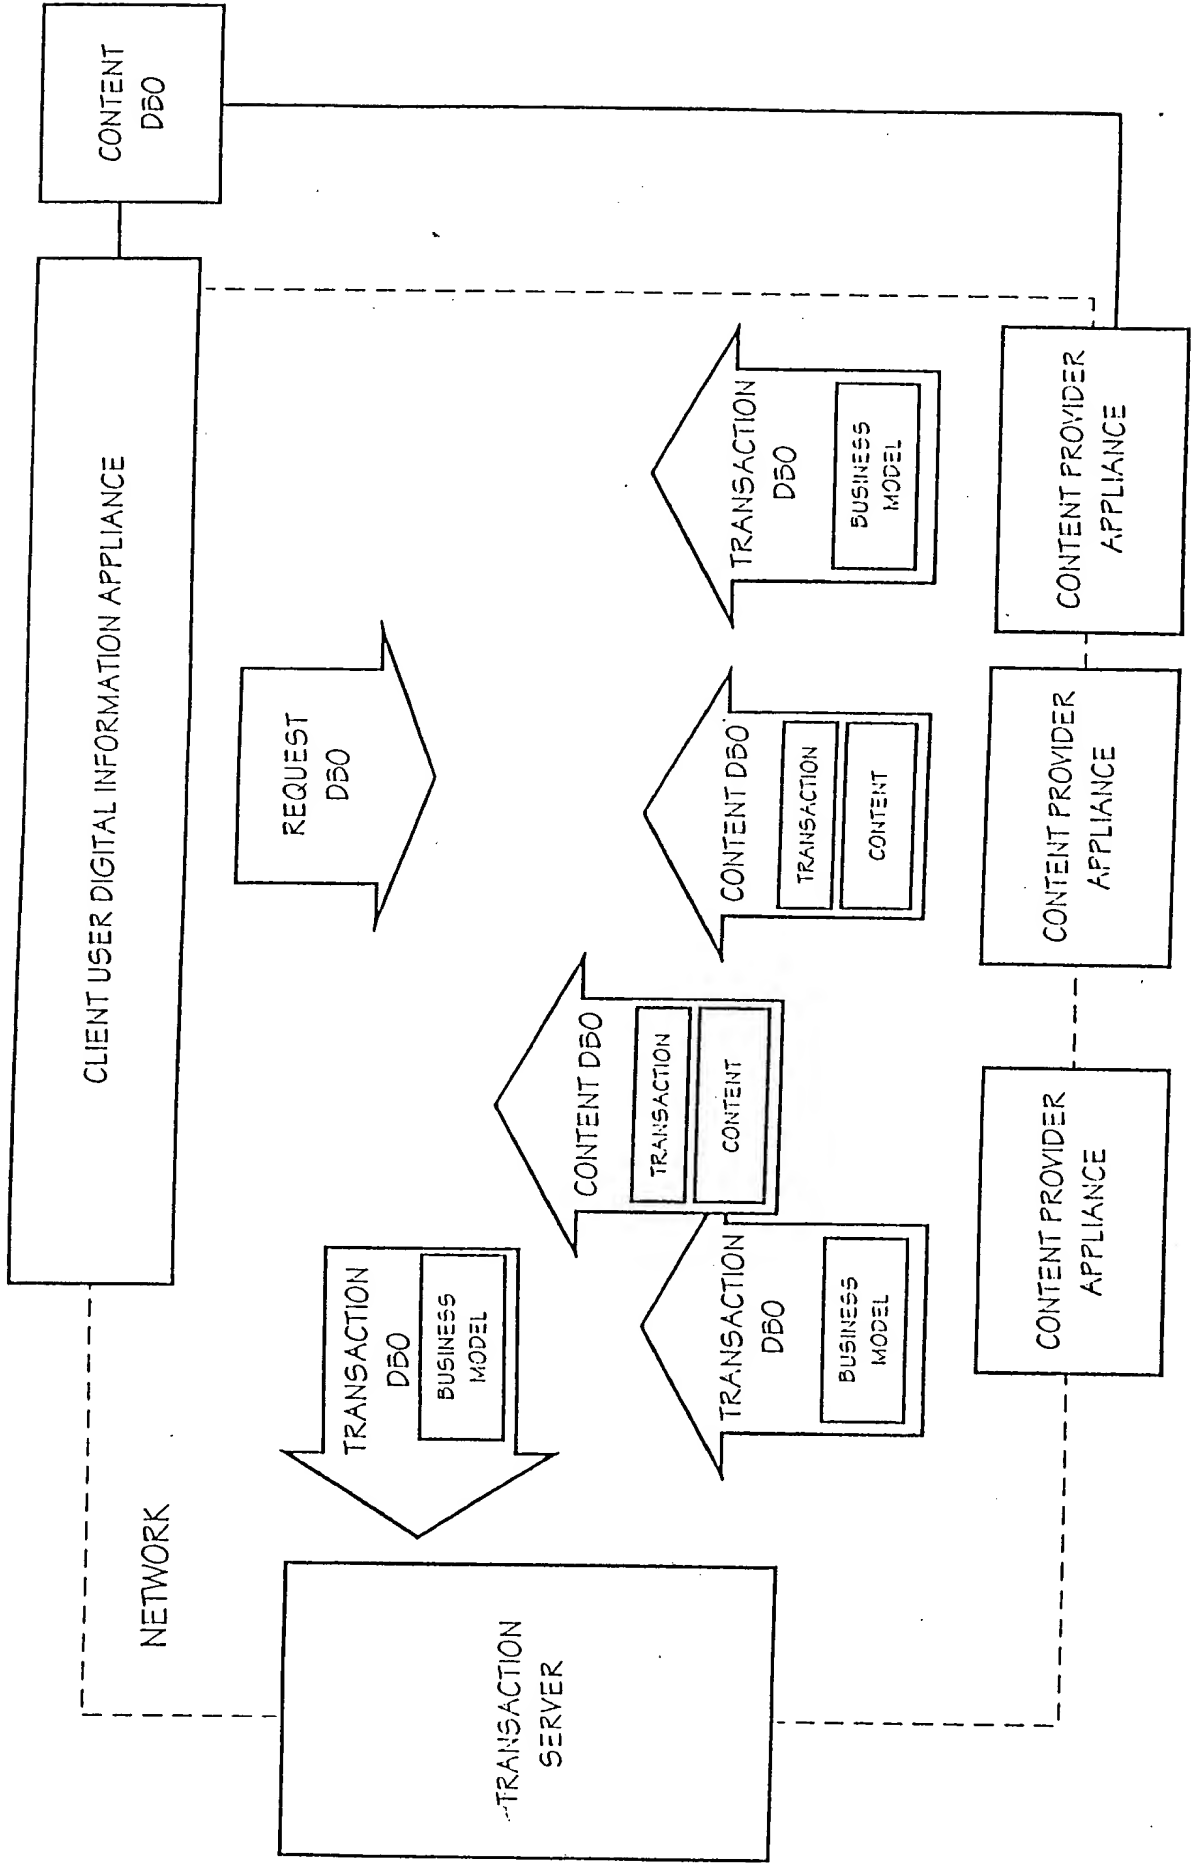 CLIENT USER DIGITAL INFORMATION APPLIANCE
CONTENT
DBO
NETWORK
REQUEST
DBO
TRANSACTION
DBO
BUSINESS
MODEL
TRANSACTION
SERVER
CONTENT DBO
TRANSACTION
CONTENT
TRANSACTION
DBO
BUSINESS
MODEL
CONTENT DBO
TRANSACTION
CONTENT
TRANSACTION
DBO
BUSINESS
MODEL
CONTENT PROVIDER
APPLIANCE
CONTENT PROVIDER
APPLIANCE
CONTENT PROVIDER
APPLIANCE